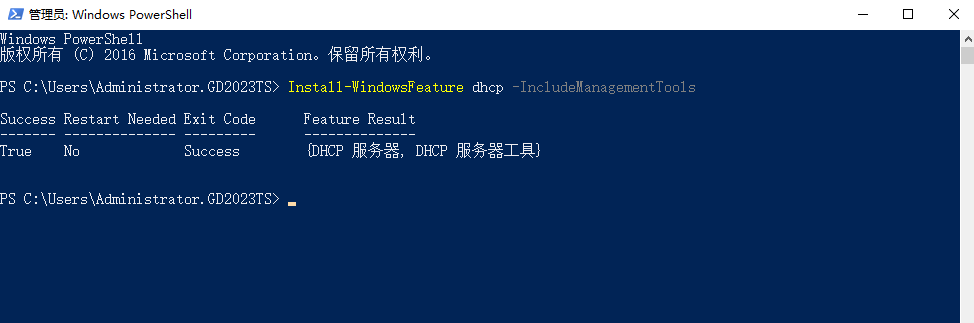 管理员: Windows PowerShell
Windows PowerShell
版权所有 (C) 2016 Microsoft Corporation。保留所有权利。
PS C:\Users\Administrator.GD2023TS> Install-WindowsFeature dhcp -IncludeManagementTools
Success Restart Needed Exit Code      Feature Result
------- -------------- ---------      --------------
True    No             Success        {DHCP 服务器, DHCP 服务器工具}
PS C:\Users\Administrator.GD2023TS>